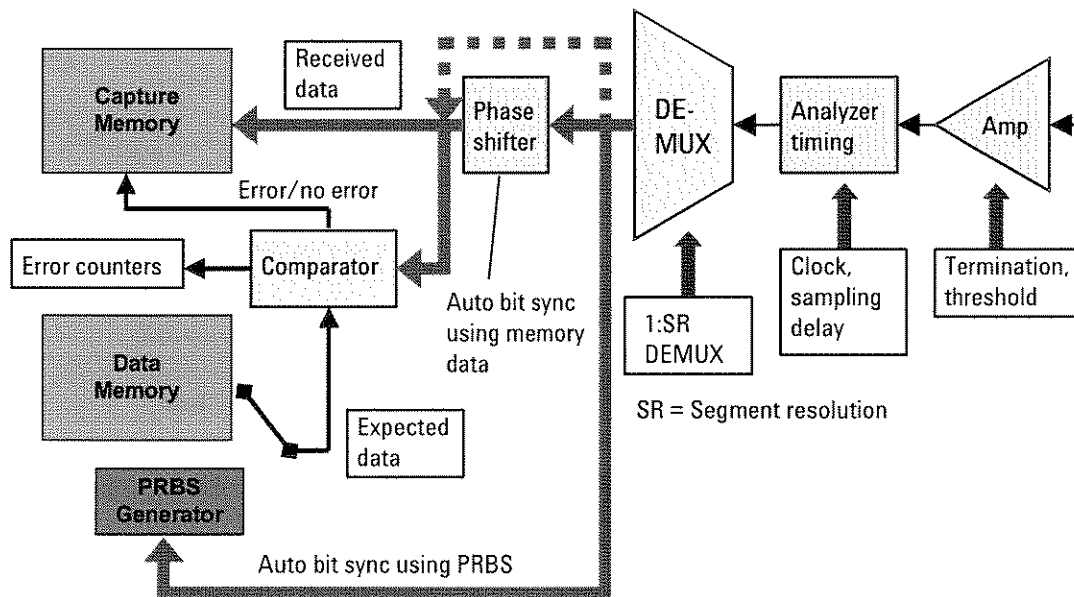 Capture
Memory
Received
data
Phase
shifter
DE-
MUX
Analyzer
timing
Amp
Error/no error
Error counters
Comparator
Auto bit sync
using memory
data
1:SR
DEMUX
Clock,
sampling
delay
Termination,
threshold
Data
Memory
Expected
data
SR = Segment resolution
PRBS
Generator
Auto bit sync using PRBS